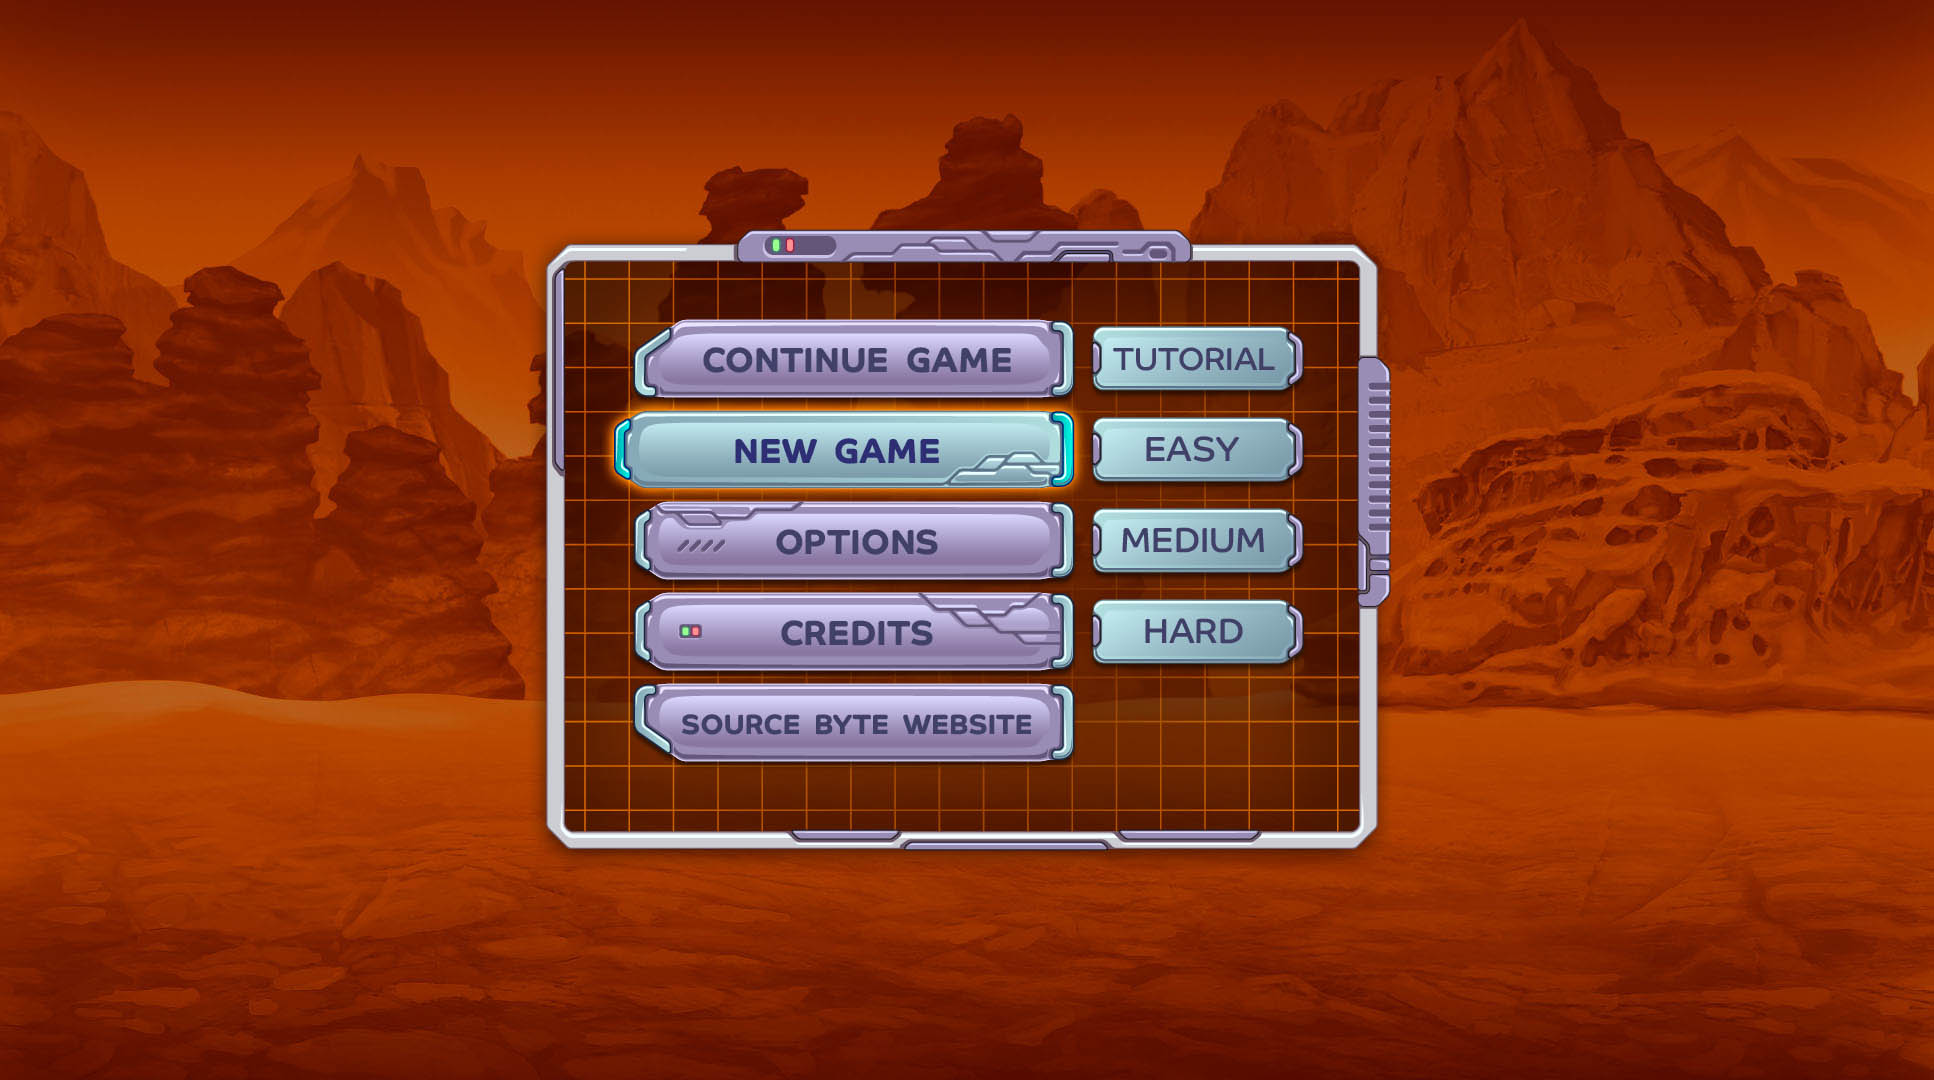 CONTINUE GAME
TUTORIAL
NEW GAME
EASY
OPTIONS
MEDIUM
CREDITS
HARD
SOURCE BYTE WEBSITE